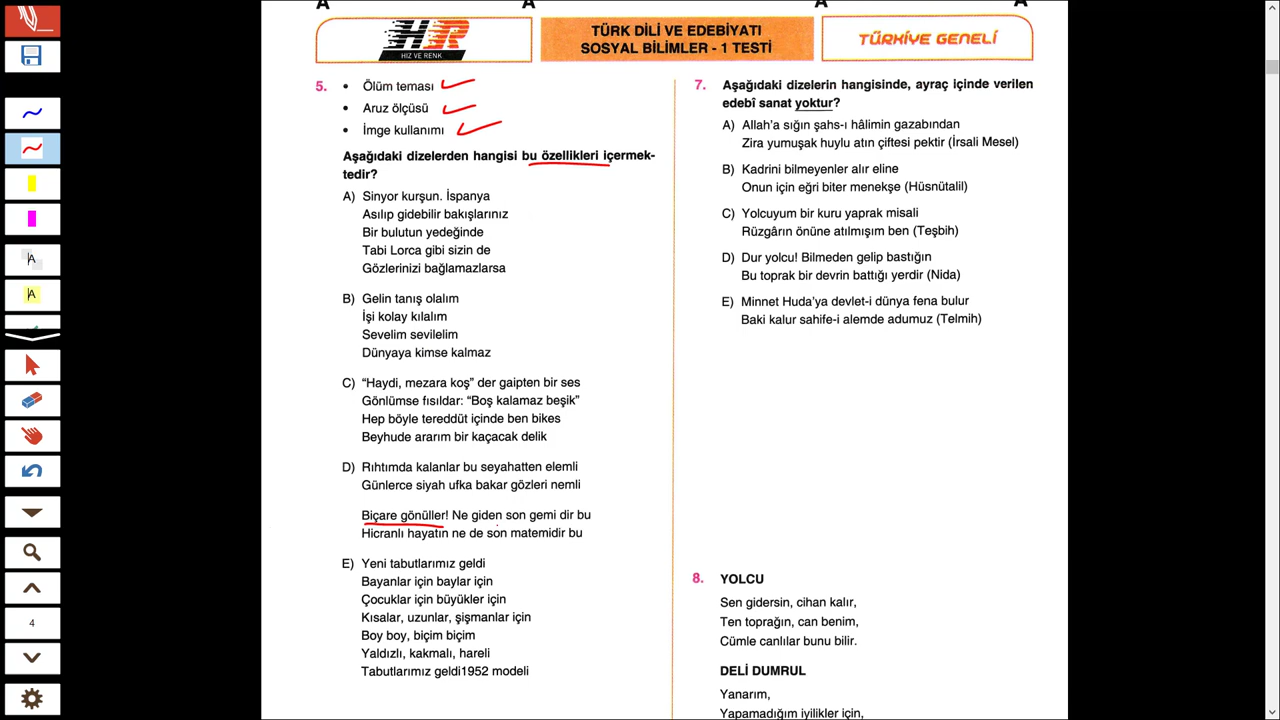 A
A
A
A
HR
HIZ VE RENK
TÜRK DİLİ VE EDEBİYATI
SOSYAL BİLİMLER - 1 TESTİ
TÜRKİYE GENELİ
5. • Ölüm teması
• Aruz ölçüsü
• İmge kullanımı
Aşağıdaki dizelerden hangisi bu özellikleri içermek-
tedir?
A) Sinyor kurşun. İspanya
Asılıp gidebilir bakışlarınız
Bir bulutun yedeğinde
Tabi Lorca gibi sizin de
Gözlerinizi bağlamazlarsa
B) Gelin tanış olalım
İşi kolay kılalım
Sevelim sevilelim
Dünyaya kimse kalmaz
C) “Haydi, mezara koş” der gaipten bir ses
Gönlümse fısıldar: “Boş kalamaz beşik”
Hep böyle tereddüt içinde ben bikes
Beyhude ararım bir kaçacak delik
D) Rıhtımda kalanlar bu seyahatten elemli
Günlerce siyah ufka bakar gözleri nemli
Biçare gönüller! Ne giden son gemi dir bu
Hicranlı hayatın ne de son matemidir bu
E) Yeni tabutlarımız geldi
Bayanlar için baylar için
Çocuklar için büyükler için
Kısalar, uzunlar, şişmanlar için
Boy boy, biçim biçim
Yaldızlı, kakmalı, hareli
Tabutlarımız geldi1952 modeli
7. Aşağıdaki dizelerin hangisinde, ayraç içinde verilen
edebî sanat yoktur?
A) Allah’a sığın şahs-ı hâlimin gazabından
Zira yumuşak huylu atın çiftesi pektir (İrsali Mesel)
B) Kadrini bilmeyenler alır eline
Onun için eğri biter menekşe (Hüsnütalil)
C) Yolcuyum bir kuru yaprak misali
Rüzgârın önüne atılmışım ben (Teşbih)
D) Dur yolcu! Bilmeden gelip bastığın
Bu toprak bir devrin battığı yerdir (Nida)
E) Minnet Huda’ya devlet-i dünya fena bulur
Baki kalur sahife-i alemde adumuz (Telmih)
8. YOLCU
Sen gidersin, cihan kalır,
Ten toprağın, can benim,
Cümle canlılar bunu bilir.
DELİ DUMRUL
Yanarım,
Yapamadığım iyilikler için,
A
A
4